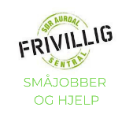 SØR AURDAL
FRIVILLIG
SENTRAL
SMÅJOBBER
OG HJELP